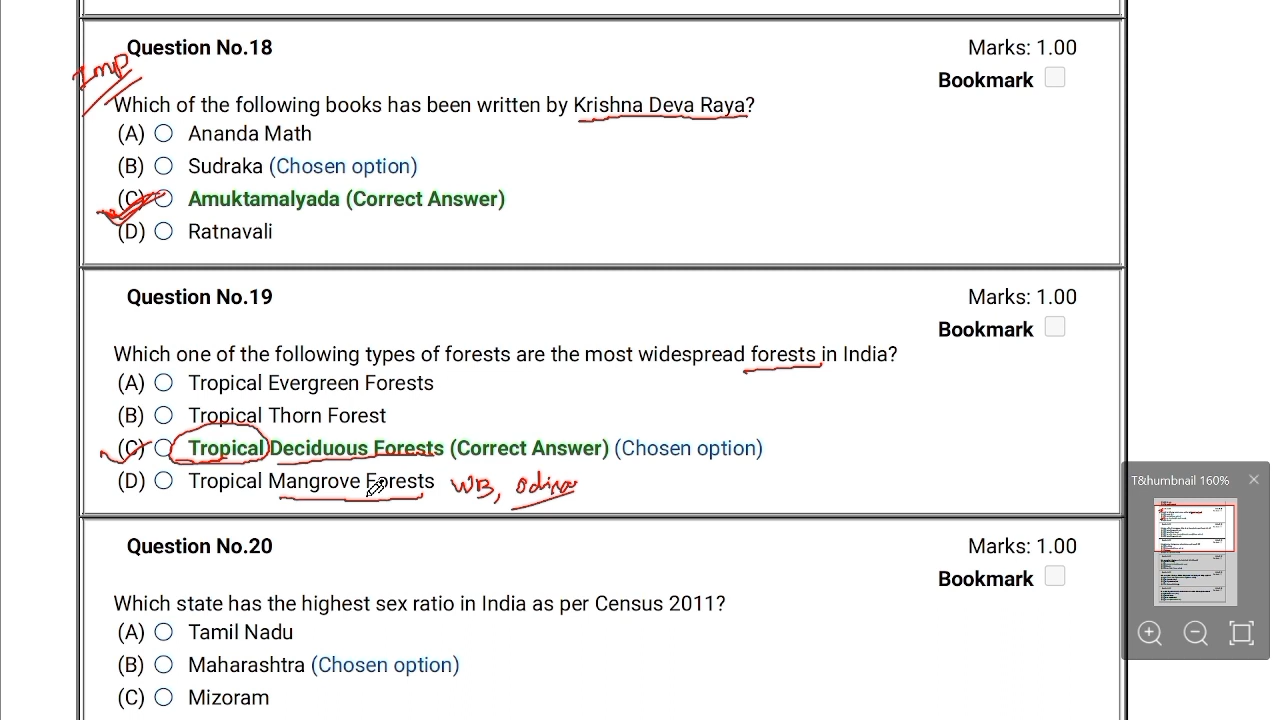 Question No.18 Marks: 1.00
Imp Bookmark
Which of the following books has been written by Krishna Deva Raya?
(A) Ananda Math
(B) Sudraka (Chosen option)
(C) Amuktamalyada (Correct Answer)
(D) Ratnavali
Question No.19 Marks: 1.00
Bookmark
Which one of the following types of forests are the most widespread forests in India?
(A) Tropical Evergreen Forests
(B) Tropical Thorn Forest
(C) Tropical Deciduous Forests (Correct Answer) (Chosen option)
(D) Tropical Mangrove Forests WB,
Question No.20 Marks: 1.00
Bookmark
Which state has the highest sex ratio in India as per Census 2011?
(A) Tamil Nadu
(B) Maharashtra (Chosen option)
(C) Mizoram
T&humbnail 160%